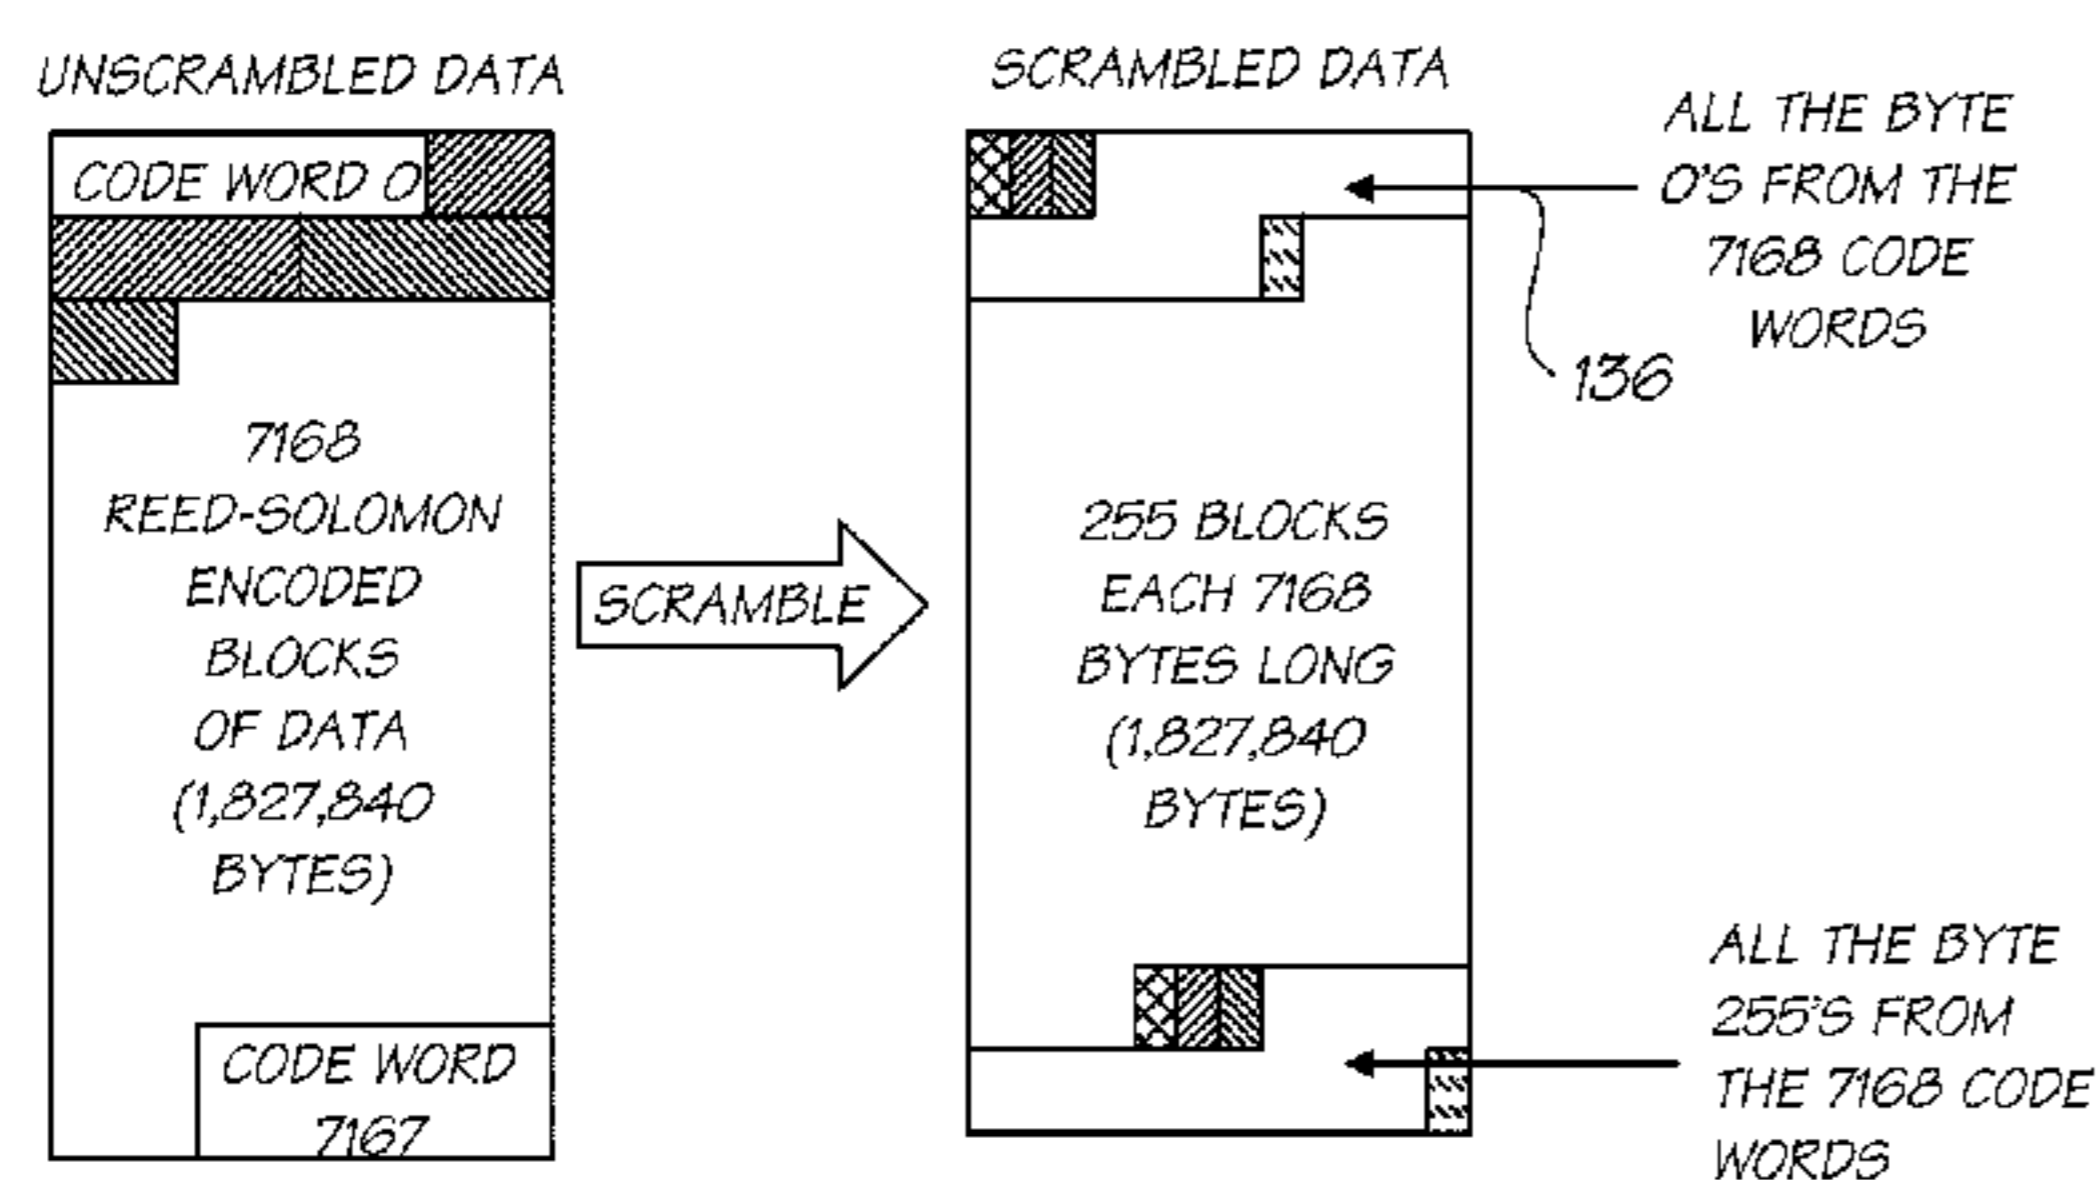 UNSCRAMBLED DATA
CODE WORD 0
7168
REED-SOLOMON
ENCODED
BLOCKS
OF DATA
(1,827,840
BYTES)
CODE WORD
7167
SCRAMBLE
SCRAMBLED DATA
255 BLOCKS
EACH 7168
BYTES LONG
(1,827,840
BYTES)
ALL THE BYTE
0'S FROM THE
7168 CODE
WORDS
136
ALL THE BYTE
255'S FROM
THE 7168 CODE
WORDS